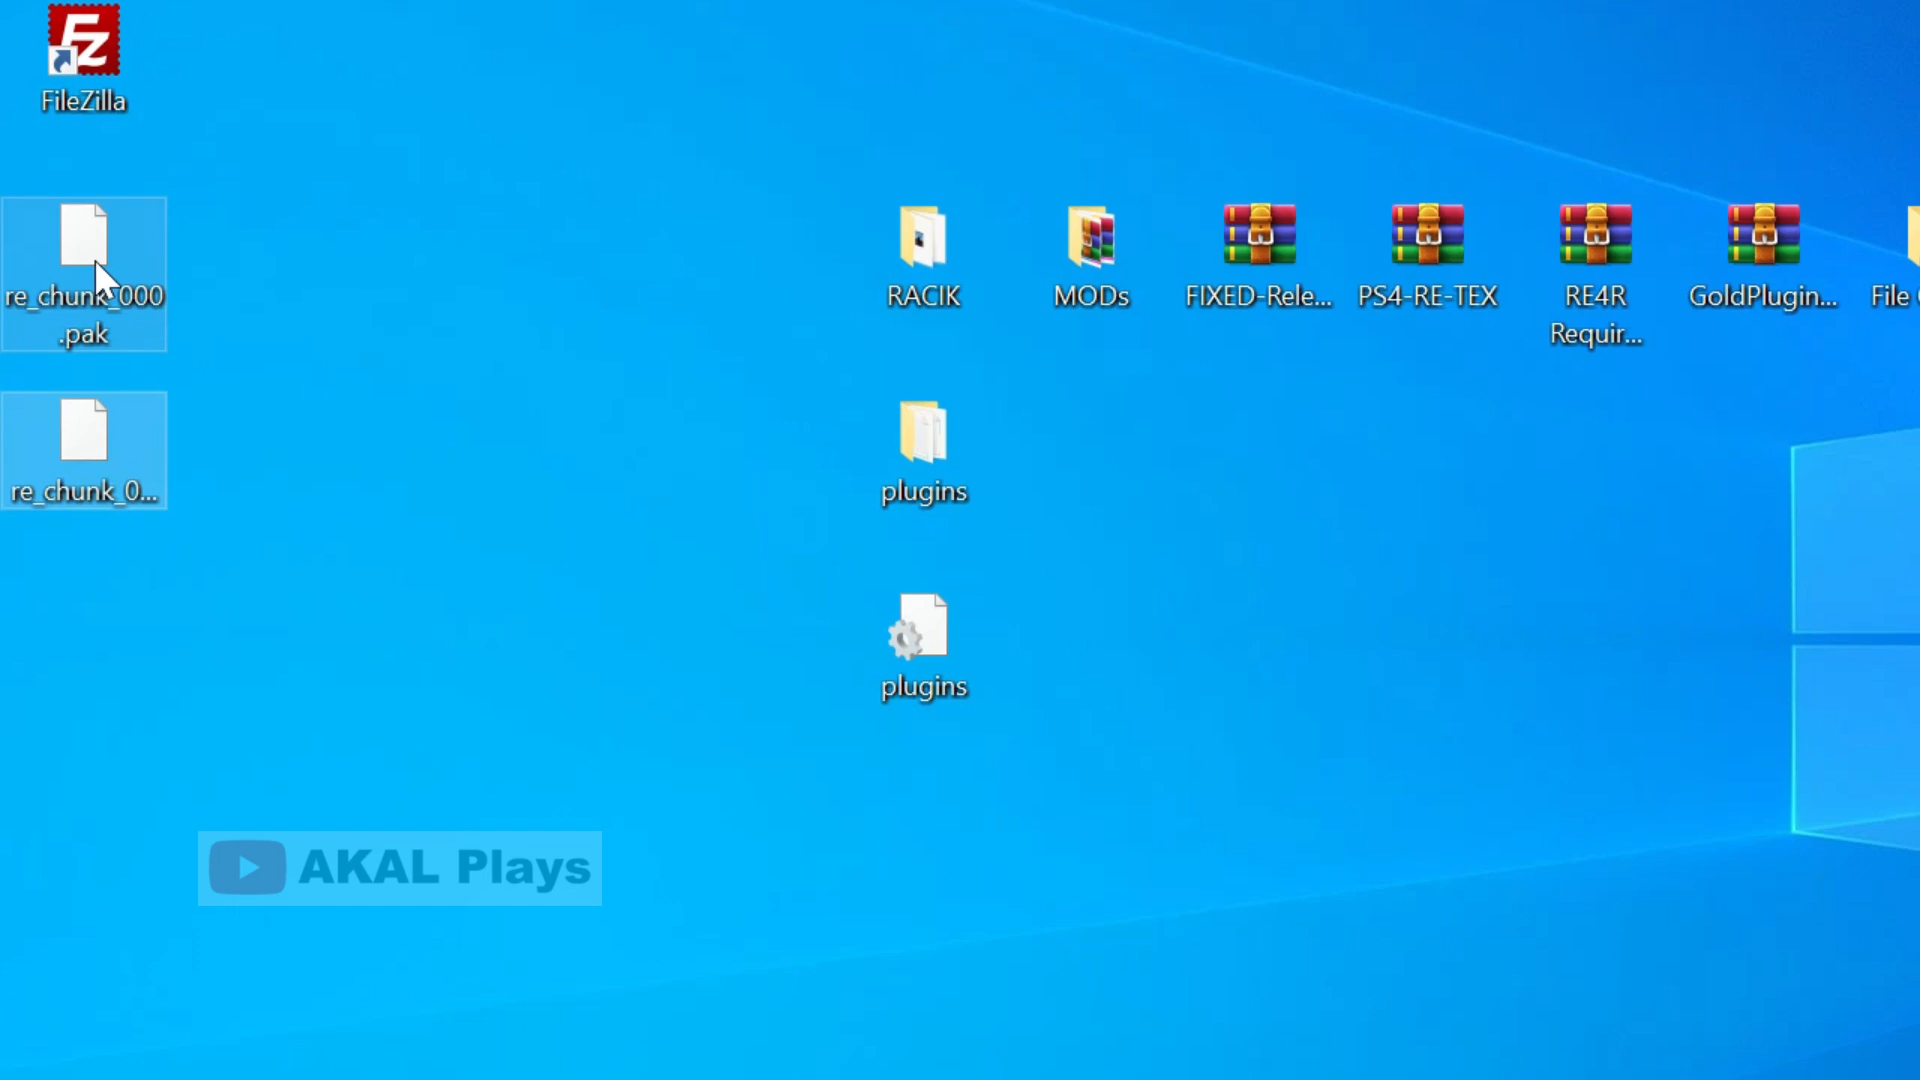 FileZilla
re_chunk_000
.pak
RACIK
MODs
FIXED-Rele...
PS4-RE-TEX
RE4R
Requir...
GoldPlugin...
File
re_chunk_0...
plugins
plugins
AKAL Plays